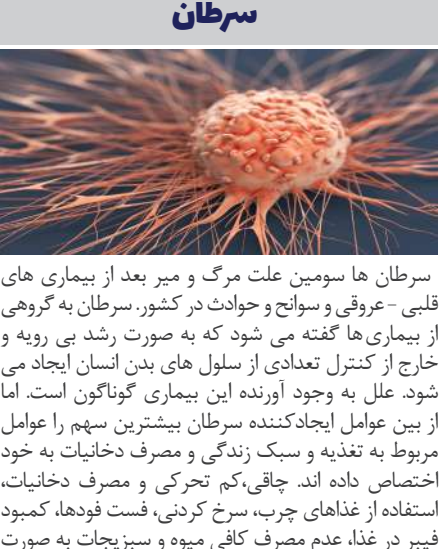 سرطان
سرطان ها سومین علت مرگ و میر بعد از بیماری های
قلبی -عروقی و سوانح و حوادث در کشور. سرطان به گروهی
از بیماری‌ها گفته می شود که به صورت رشد بی رویه و
خارج از کنترل تعدادی از سلول های بدن انسان ایجاد می
شود. علل به وجود آورنده این بیماری گوناگون است. اما
از بین عوامل ایجادکننده سرطان بیشترین سهم را عوامل
مربوط به تغذیه و سبک زندگی و مصرف دخانیات به خود
اختصاص داده اند. چاقی،کم تحرکی و مصرف دخانیات،
استفاده از غذاهای چرب، سرخ کردنی، فست فودها، کمبود
فیبر در غذا، عدم مصرف کافی میوه و سبزیجات به صورت